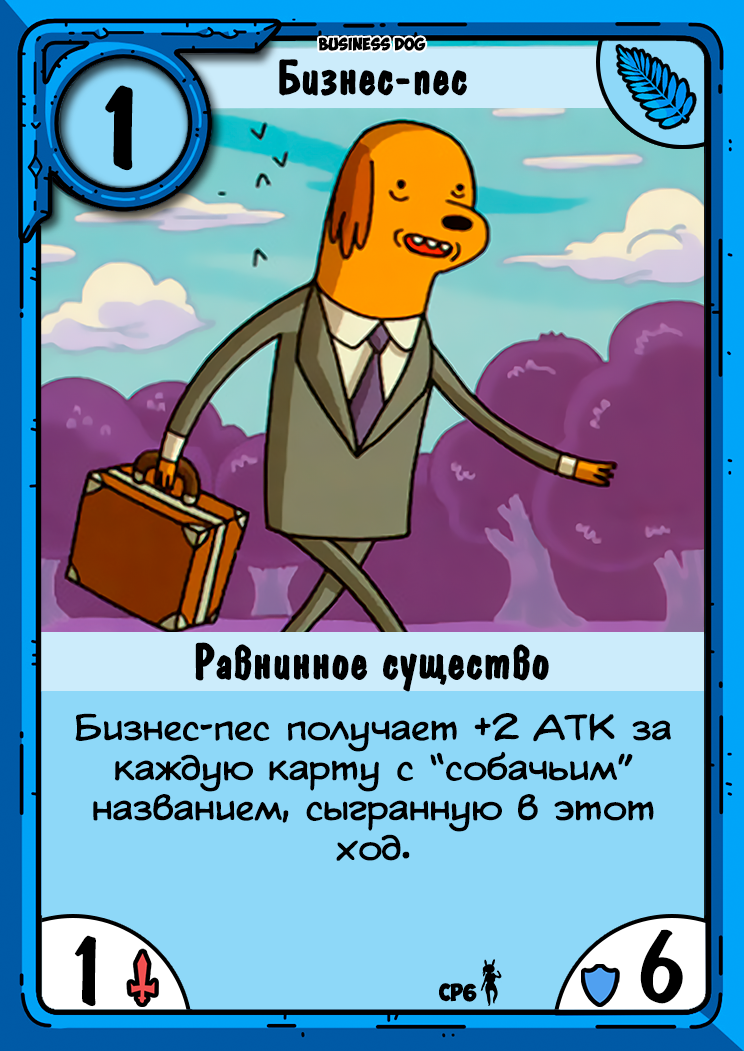 BUSINESS DOG
Бизнес-пес
1
Равнинное существо
Бизнес-пес получает +2 АТК за
каждую карту с "собачьим"
названием, сыгранную в этот
ход.
1
CP6
6